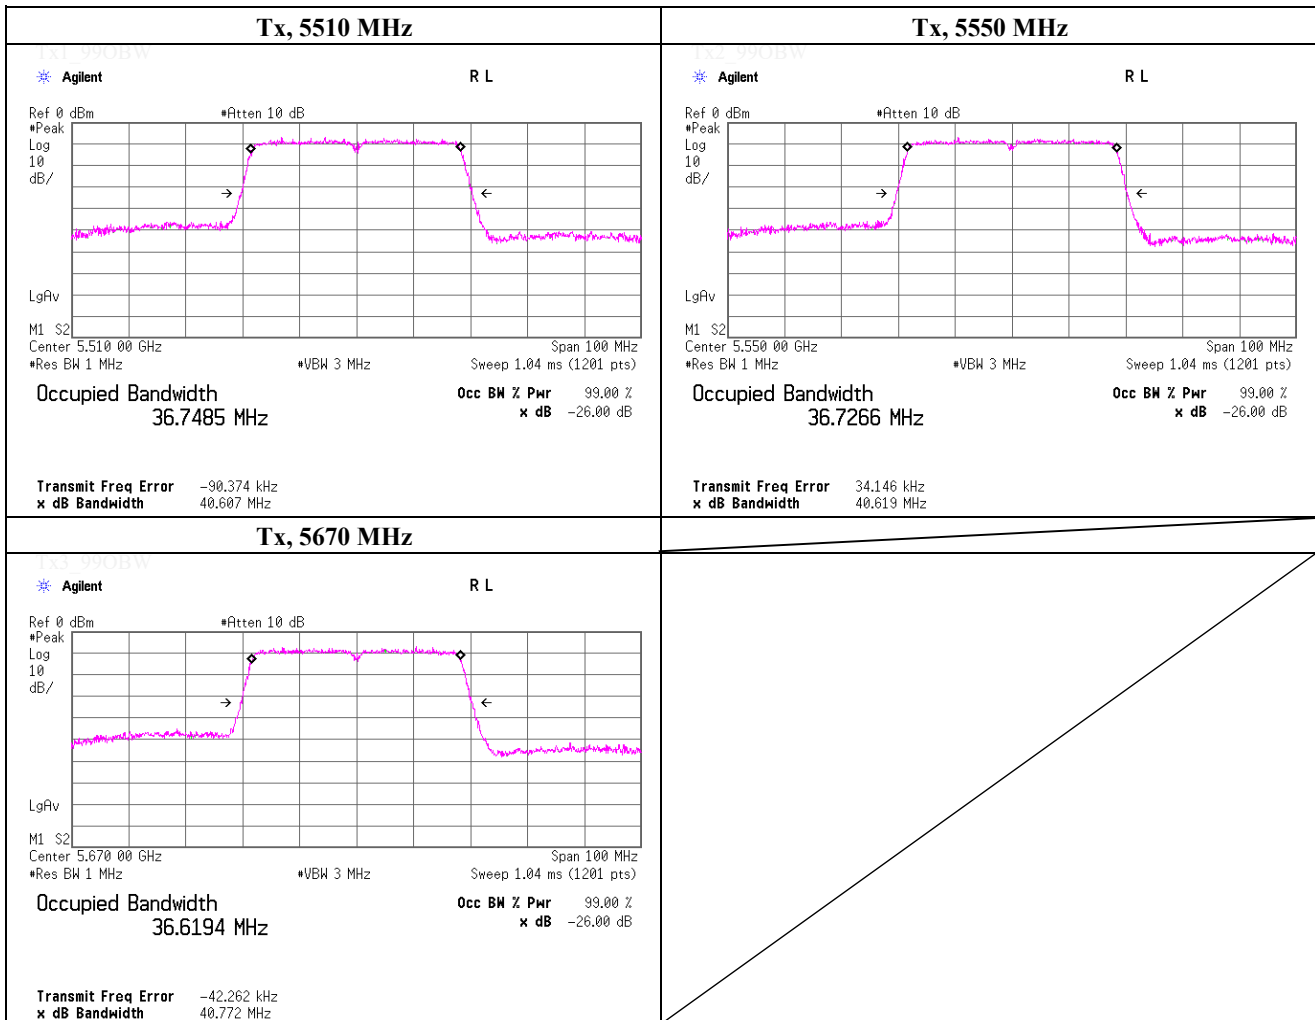 Tx, 5510 MHz
Tx, 5550 MHz
Tx1_99OBW
Agilent
R L
Ref 0 dBm
#Atten 10 dB
#Peak
Log
10
dB/
LgAv
M1 S2
Center 5.510 00 GHz
Span 100 MHz
#Res BW 1 MHz
#VBW 3 MHz
Sweep 1.04 ms (1201 pts)
Occupied Bandwidth
36.7485 MHz
Occ BW % Pwr 99.00 %
x dB -26.00 dB
Transmit Freq Error -90.374 kHz
x dB Bandwidth 40.607 MHz
Tx2_99OBW
Agilent
R L
Ref 0 dBm
#Atten 10 dB
#Peak
Log
10
dB/
LgAv
M1 S2
Center 5.550 00 GHz
Span 100 MHz
#Res BW 1 MHz
#VBW 3 MHz
Sweep 1.04 ms (1201 pts)
Occupied Bandwidth
36.7266 MHz
Occ BW % Pwr 99.00 %
x dB -26.00 dB
Transmit Freq Error 34.146 kHz
x dB Bandwidth 40.619 MHz
Tx, 5670 MHz
Tx3_99OBW
Agilent
R L
Ref 0 dBm
#Atten 10 dB
#Peak
Log
10
dB/
LgAv
M1 S2
Center 5.670 00 GHz
Span 100 MHz
#Res BW 1 MHz
#VBW 3 MHz
Sweep 1.04 ms (1201 pts)
Occupied Bandwidth
36.6194 MHz
Occ BW % Pwr 99.00 %
x dB -26.00 dB
Transmit Freq Error -42.262 kHz
x dB Bandwidth 40.772 MHz